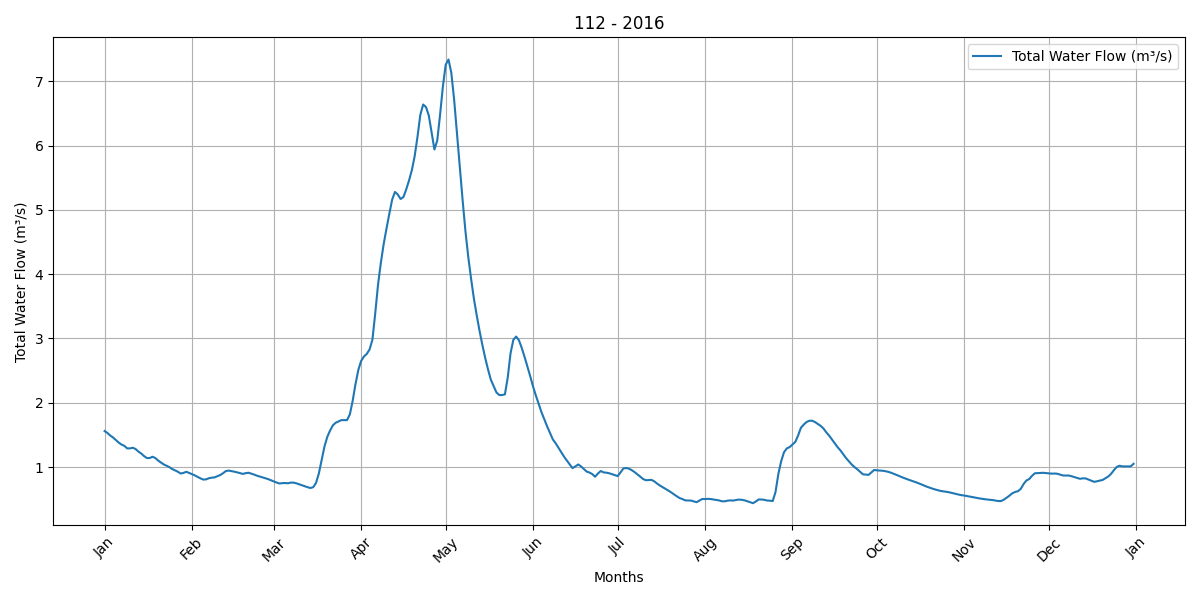 112 - 2016
Total Water Flow (m³/s)
Total Water Flow (m³/s)
7
6
5
4
3
2
1
Jan Feb Mar Apr May Jun Jul Aug Sep Oct Nov Dec Jan
Months